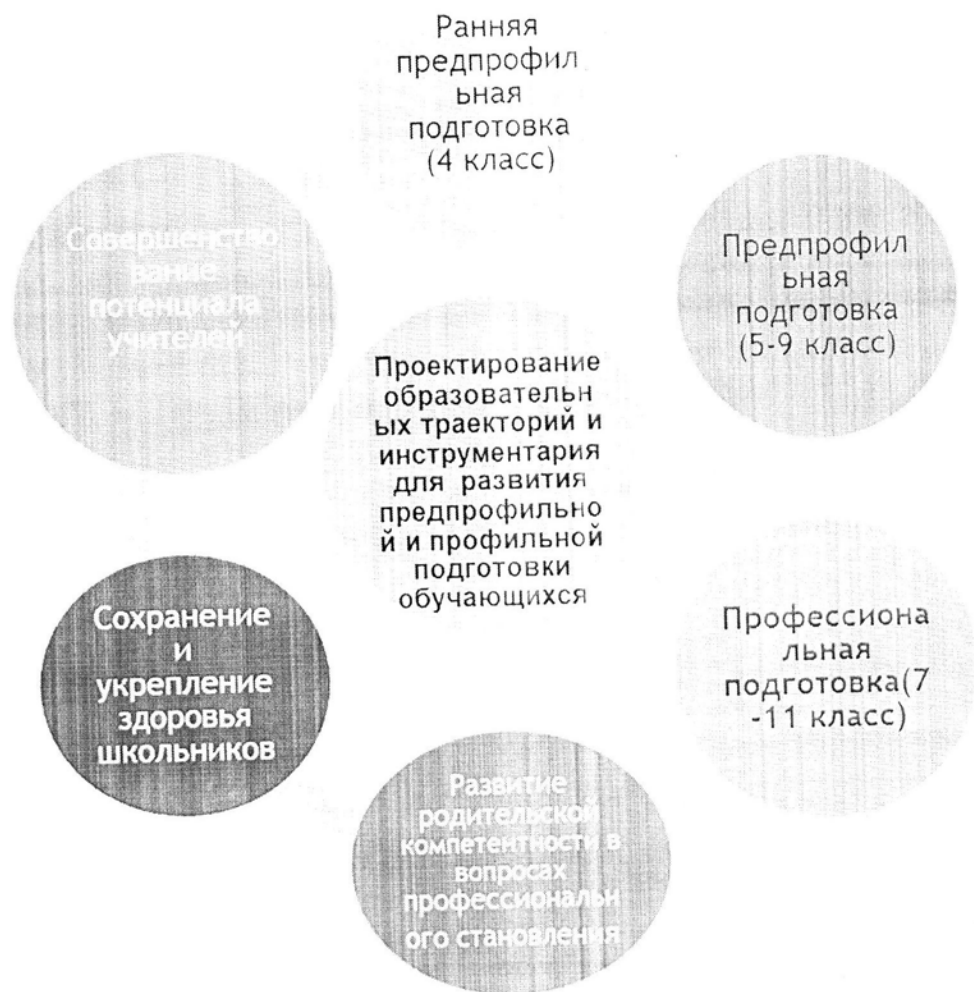 Ранняя
предпрофил
ьная
подготовка
(4 класс)
Предпрофил
ьная
подготовка
(5-9 класс)
Профессиона
льная
подготовка(7
-11 класс)
Развитие
родительской
компетентности в
вопросах
профессиональн
ого становления
Сохранение
и
укрепление
здоровья
школьников
Совершенство
вание
потенциала
учителей
Проектирование
образовательн
ых траекторий и
инструментария
для развития
предпрофильно
й и профильной
подготовки
обучающихся